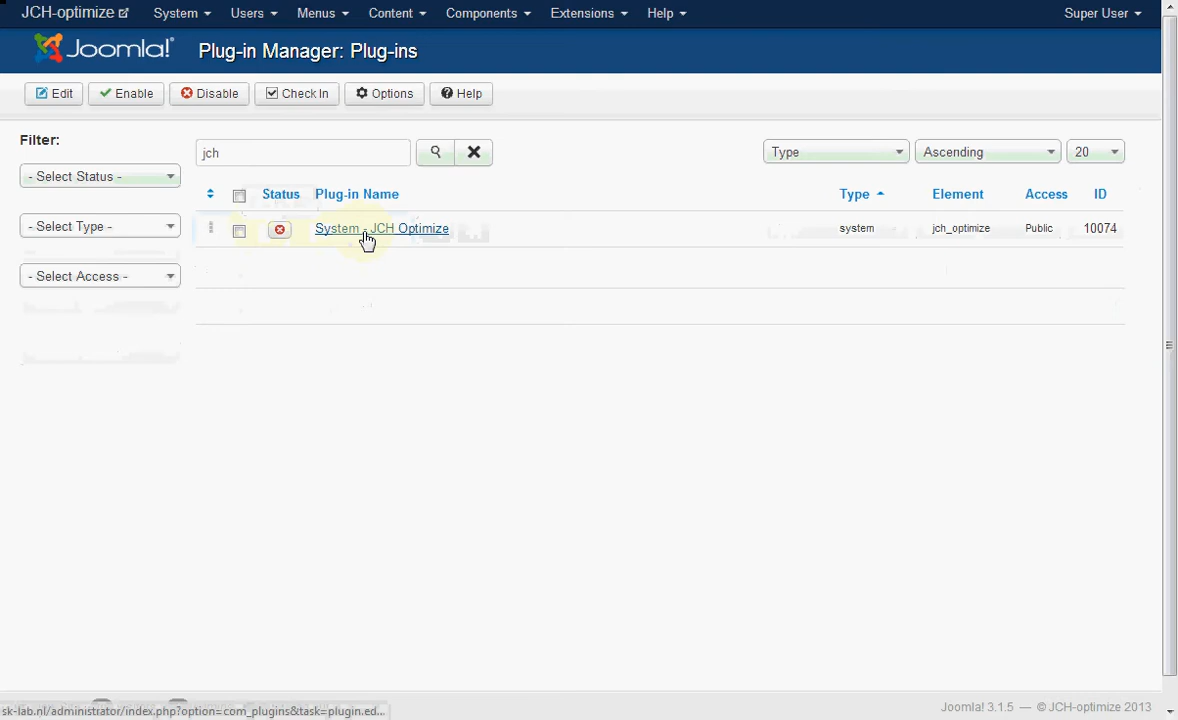 JCH-optimize System Users Menus Content Components Extensions Help Super User
Joomla!® Plug-in Manager: Plug-ins
Edit Enable Disable Check In Options Help
Filter:
jch Type Ascending 20
- Select Status -
Status Plug-in Name Type Element Access ID
- Select Type -
System - JCH Optimize system jch_optimize Public 10074
- Select Access -
sk-lab.nl/administrator/index.php?option=com_plugins&task=plugin.ed...
Joomla! 3.1.5 — © JCH-optimize 2013